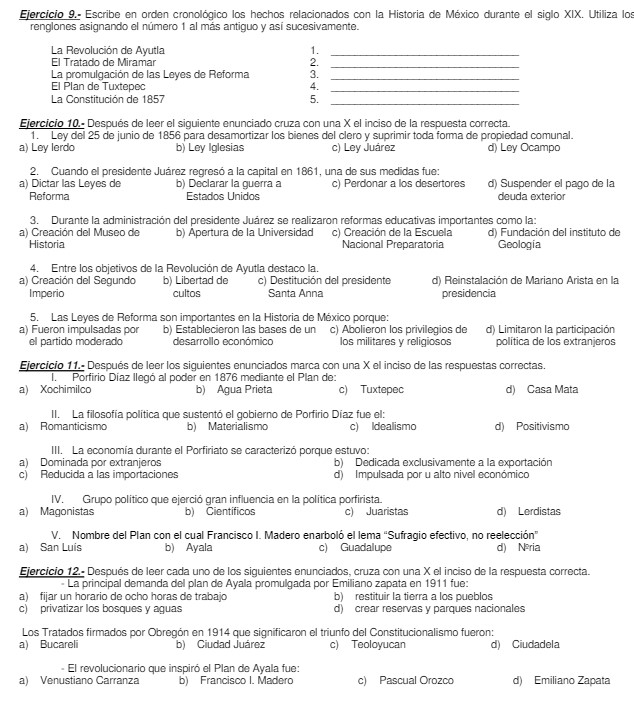 Ejercicio 9.- Escribe en orden cronológico los hechos relacionados con la Historia de México durante el siglo XIX. Utiliza los
renglones asignando el número 1 al más antiguo y así sucesivamente.
La Revolución de Ayutla 1.
El Tratado de Miramar 2.
La promulgación de las Leyes de Reforma 3.
El Plan de Tuxtepec 4.
La Constitución de 1857 5.
Ejercicio 10.- Después de leer el siguiente enunciado cruza con una X el inciso de la respuesta correcta.
1. Ley del 25 de junio de 1856 para desamortizar los bienes del clero y suprimir toda forma de propiedad comunal.
a) Ley lerdo b) Ley Iglesias c) Ley Juárez d) Ley Ocampo
2. Cuando el presidente Juárez regresó a la capital en 1861, una de sus medidas fue:
a) Dictar las Leyes de b) Declarar la guerra a c) Perdonar a los desertores d) Suspender el pago de la
Reforma Estados Unidos deuda exterior
3. Durante la administración del presidente Juárez se realizaron reformas educativas importantes como la:
a) Creación del Museo de b) Apertura de la Universidad c) Creación de la Escuela d) Fundación del instituto de
Historia Nacional Preparatoria Geología
4. Entre los objetivos de la Revolución de Ayutla destaco la.
a) Creación del Segundo b) Libertad de c) Destitución del presidente d) Reinstalación de Mariano Arista en la
Imperio cultos Santa Anna presidencia
5. Las Leyes de Reforma son importantes en la Historia de México porque:
a) Fueron impulsadas por b) Establecieron las bases de un c) Abolieron los privilegios de d) Limitaron la participación
el partido moderado desarrollo económico los militares y religiosos política de los extranjeros
Ejercicio 11.- Después de leer los siguientes enunciados marca con una X el inciso de las respuestas correctas.
I. Porfirio Díaz llegó al poder en 1876 mediante el Plan de:
a) Xochimilco b) Agua Prieta c) Tuxtepec d) Casa Mata
II. La filosofía política que sustentó el gobierno de Porfirio Díaz fue el:
a) Romanticismo b) Materialismo c) Idealismo d) Positivismo
III. La economía durante el Porfiriato se caracterizó porque estuvo:
a) Dominada por extranjeros b) Dedicada exclusivamente a la exportación
c) Reducida a las importaciones d) Impulsada por u alto nivel económico
IV. Grupo político que ejerció gran influencia en la política porfirista.
a) Magonistas b) Científicos c) Juaristas d) Lerdistas
V. Nombre del Plan con el cual Francisco I. Madero enarboló el lema “Sufragio efectivo, no reelección”
a) San Luis b) Ayala c) Guadalupe d)
Ejercicio 12.- Después de leer cada uno de los siguientes enunciados, cruza con una X el inciso de la respuesta correcta.
- La principal demanda del plan de Ayala promulgada por Emiliano zapata en 1911 fue:
a) fijar un horario de ocho horas de trabajo b) restituir la tierra a los pueblos
c) privatizar los bosques y aguas d) crear reservas y parques nacionales
Los Tratados firmados por Obregón en 1914 que significaron el triunfo del Constitucionalismo fueron:
a) Bucareli b) Ciudad Juárez c) Teoloyucan d) Ciudadela
- El revolucionario que inspiró el Plan de Ayala fue:
a) Venustiano Carranza b) Francisco I. Madero c) Pascual Orozco d) Emiliano Zapata